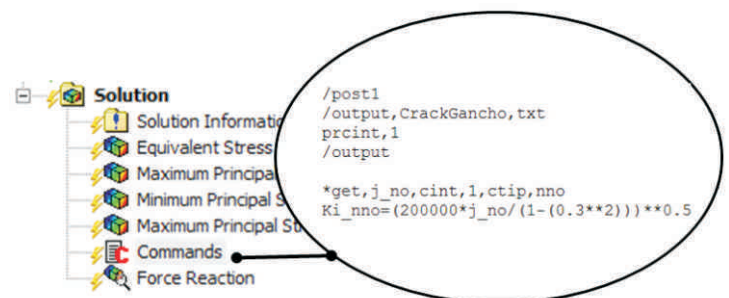 Solution
Solution Informatio
Equivalent Stress
Maximum Principa
Minimum Principal S
Maximum Principal St
Commands
Force Reaction
/post1
/output,CrackGancho,txt
prcint,1
/output
*get,j_no,cint,1,ctip,nno
Ki_nno=(200000*j_no/(1-(0.3**2)))**0.5